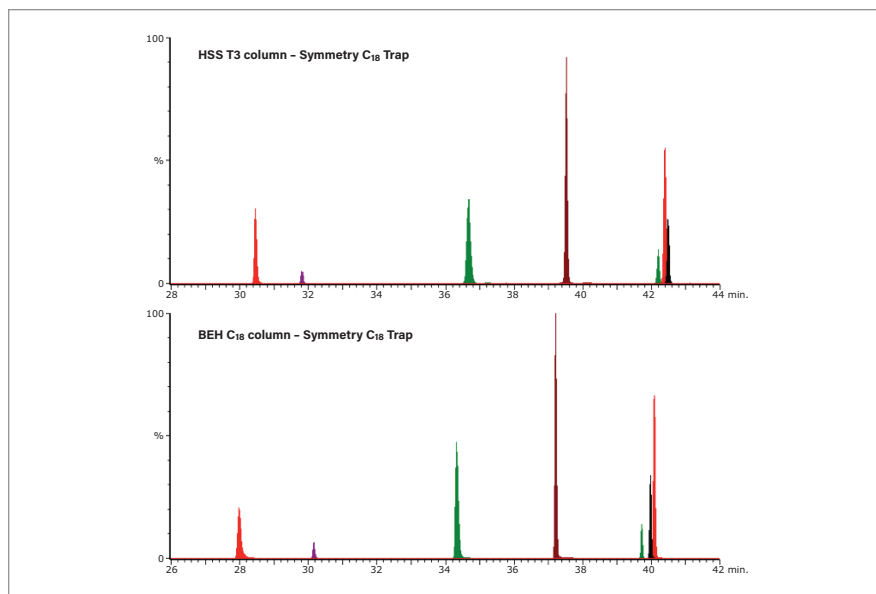 100
HSS T3 column – Symmetry C₁₈ Trap
%
0
28 30 32 34 36 38 40 42 44 min.
100
BEH C₁₈ column – Symmetry C₁₈ Trap
%
0
26 28 30 32 34 36 38 40 42 min.